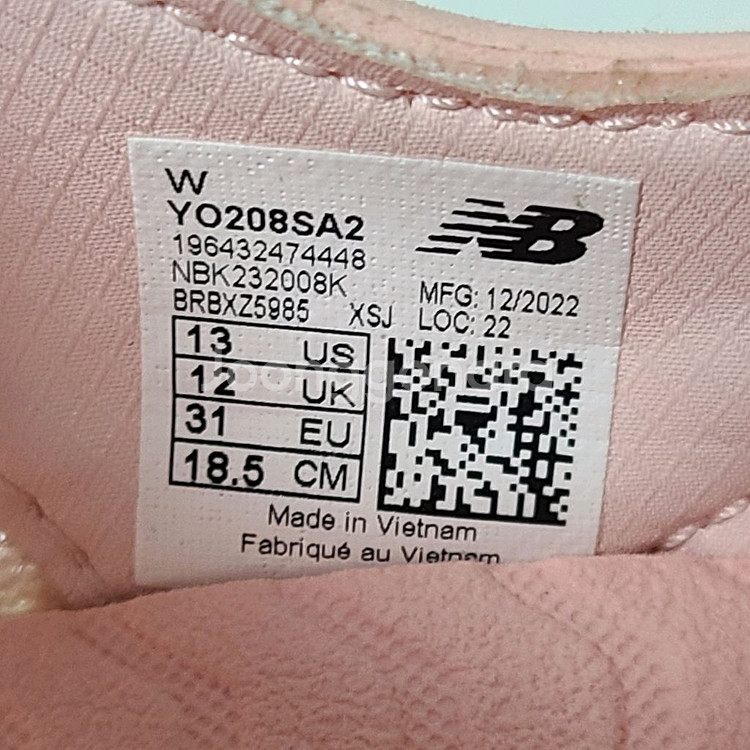 W
YO208SA2
196432474448
NBK232008K
BRBXZ5985 XSJ
NB
MFG: 12/2022
LOC: 22
13 US
12 UK
31 EU
18.5 CM
Made in Vietnam
Fabriqué au Vietnam